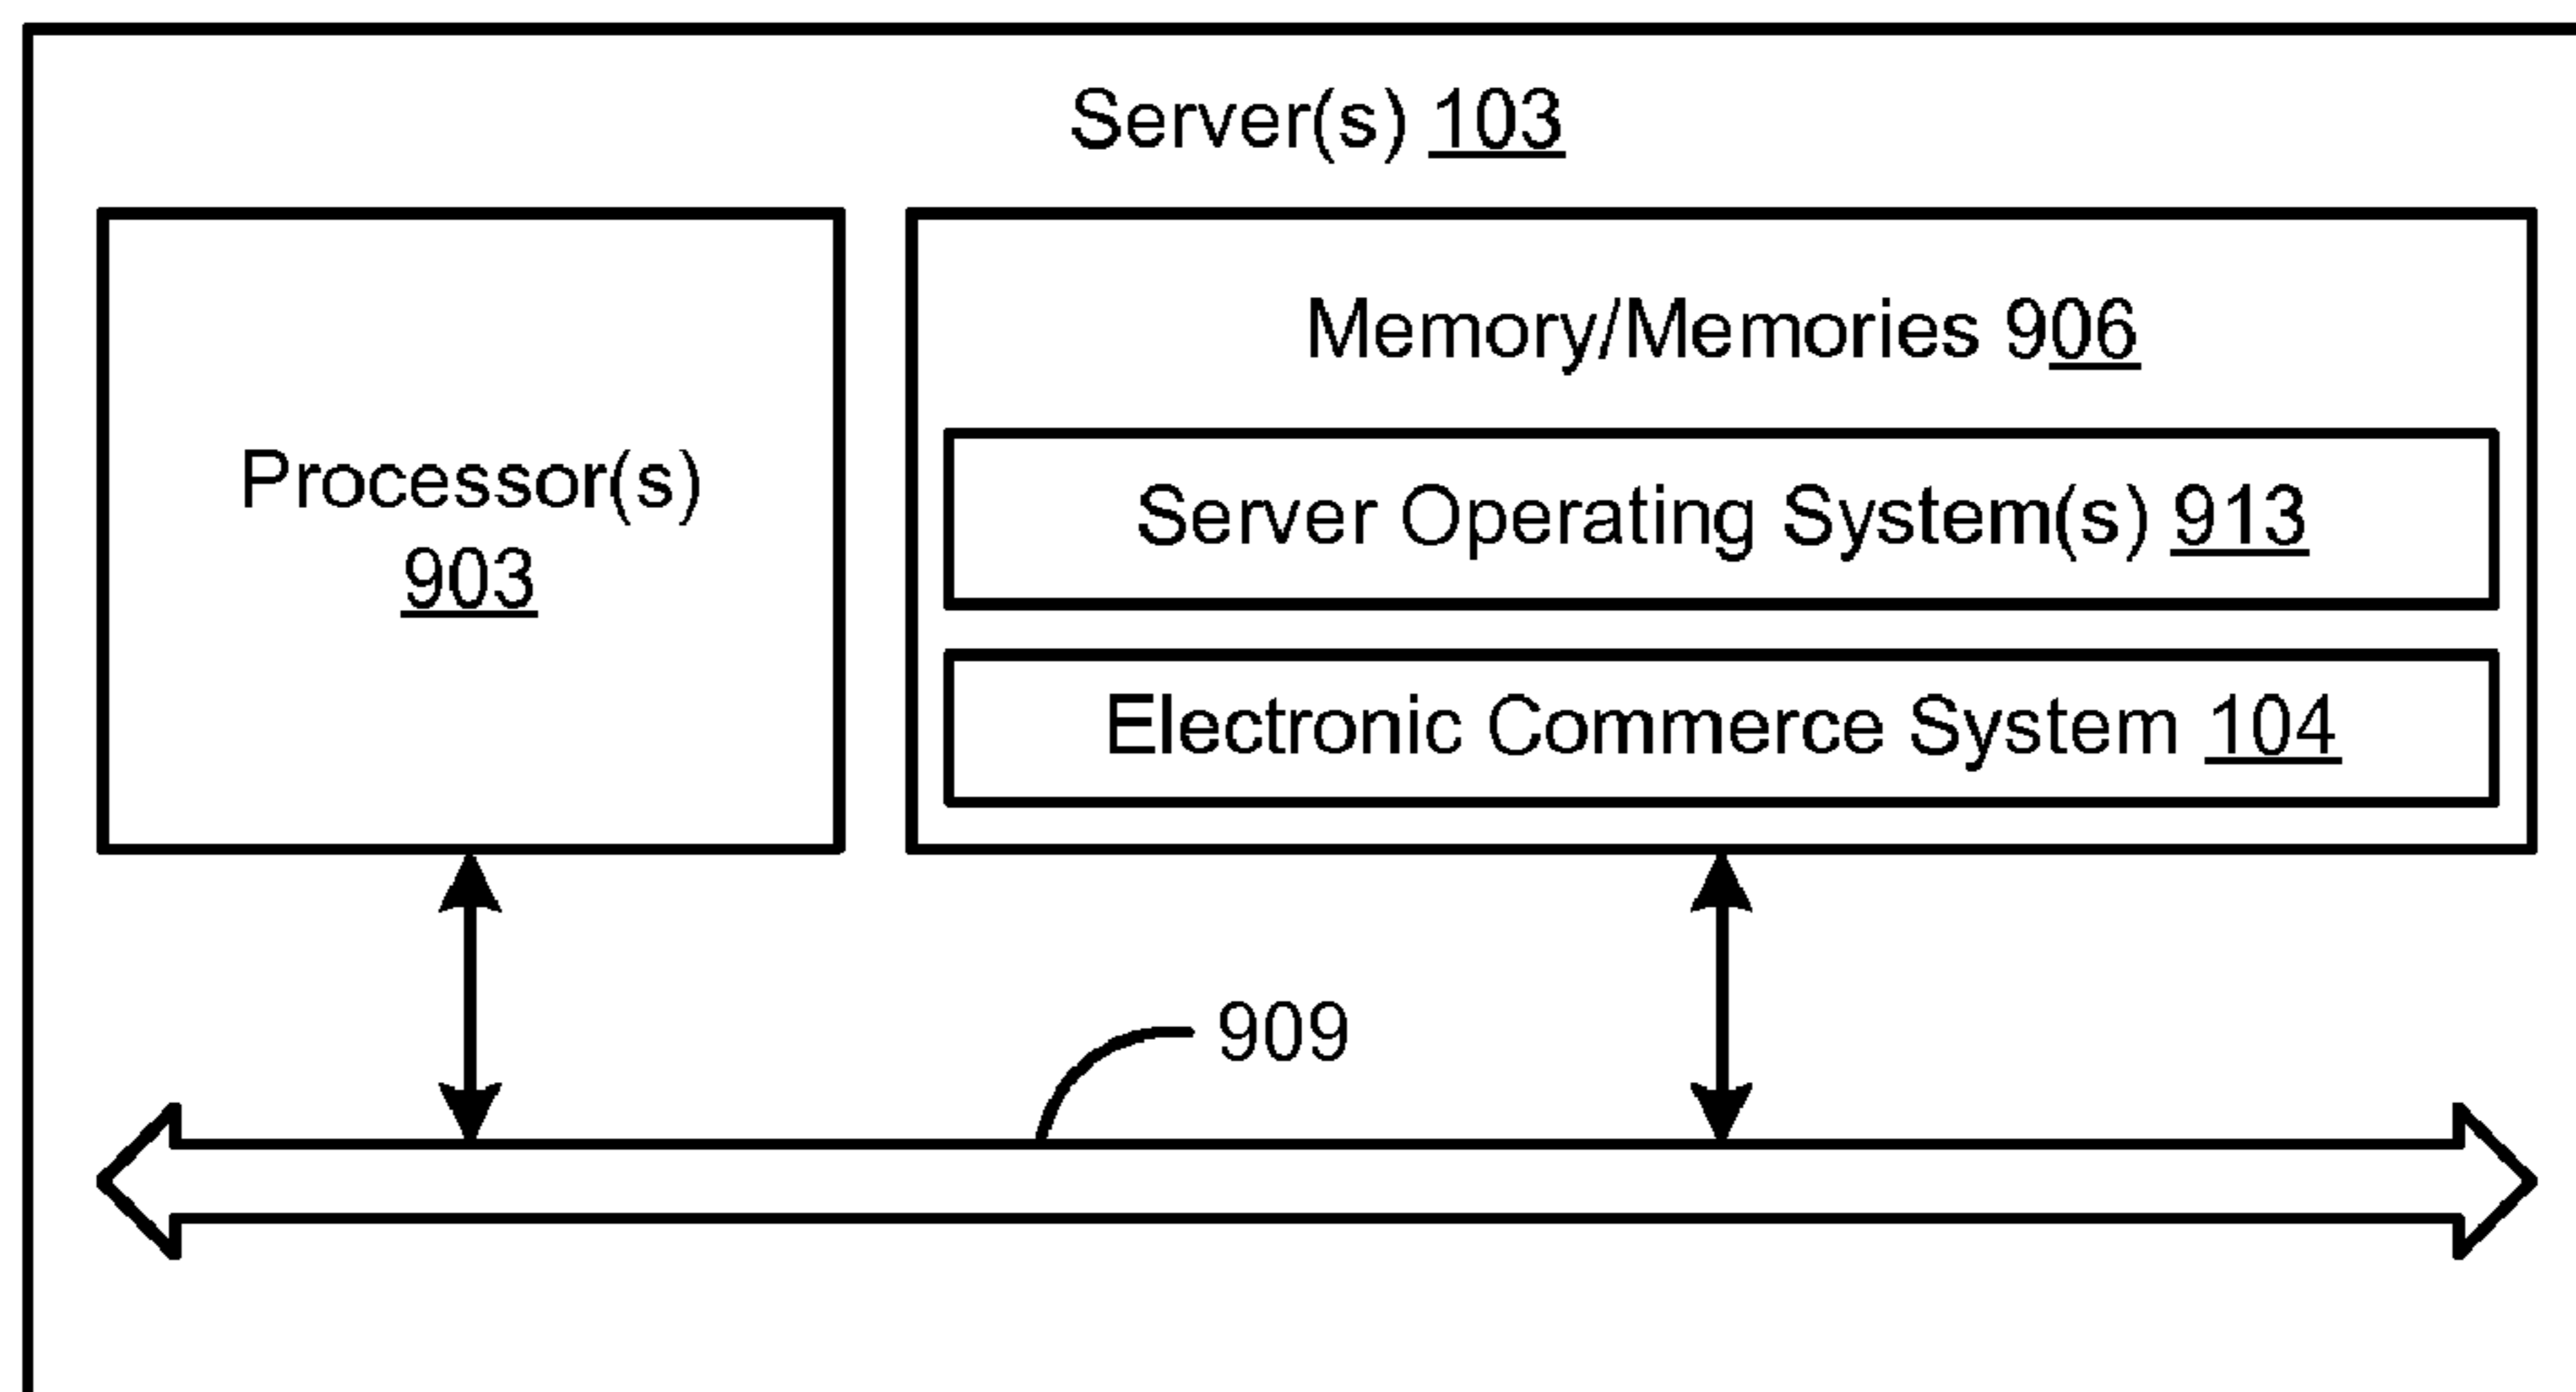 Server(s) 103
Processor(s)
903
Memory/Memories 906
Server Operating System(s) 913
Electronic Commerce System 104
909